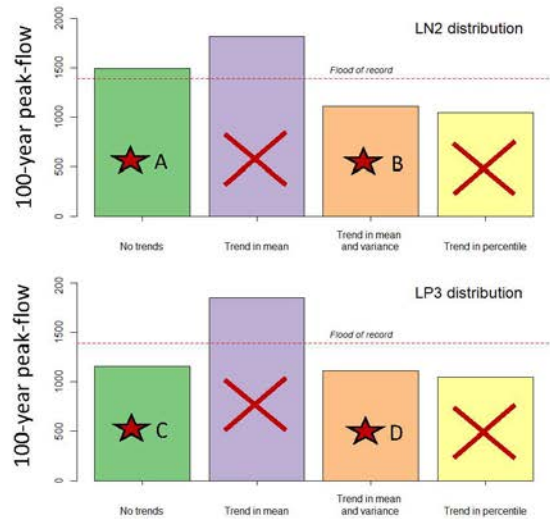 LN2 distribution
100-year peak-flow
2000
1500
1000
500
0
Flood of record
A
B
No trends
Trend in mean
Trend in mean
and variance
Trend in percentile
LP3 distribution
100-year peak-flow
200
1500
1000
500
0
Flood of record
C
D
No trends
Trend in mean
Trend in mean
and variance
Trend in percentile